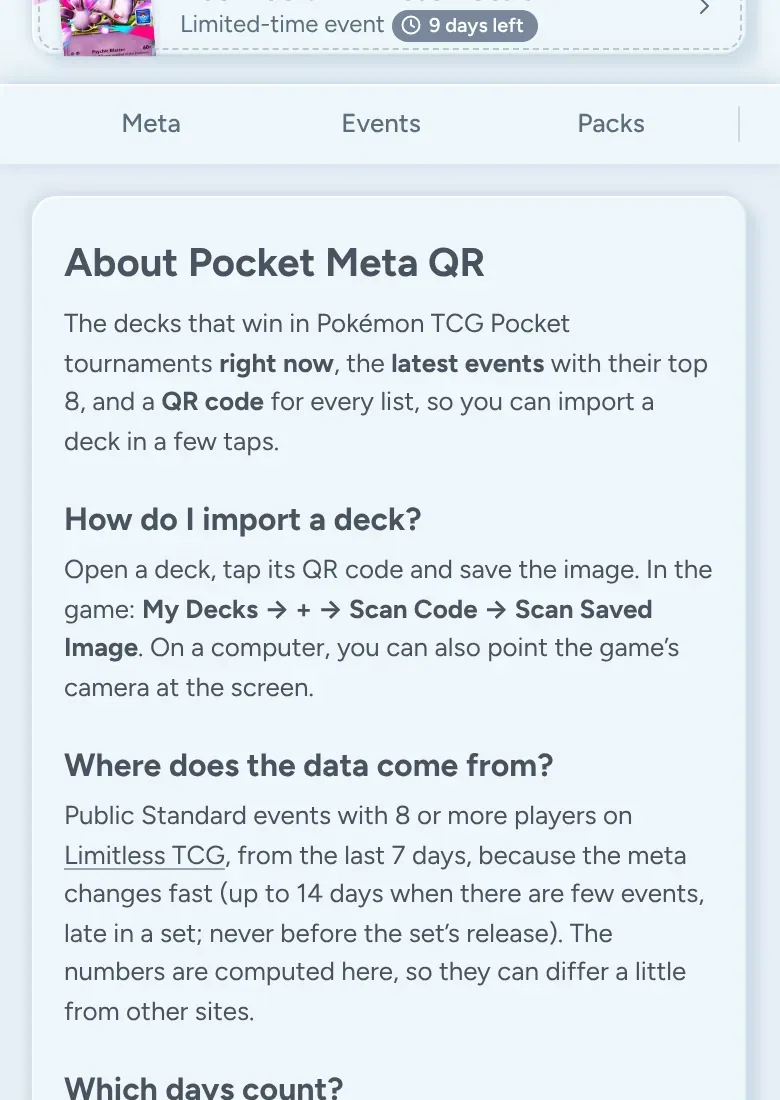 Limited-time event 9 days left
Meta Events Packs
About Pocket Meta QR
The decks that win in Pokémon TCG Pocket
tournaments right now, the latest events with their top
8, and a QR code for every list, so you can import a
deck in a few taps.
How do I import a deck?
Open a deck, tap its QR code and save the image. In the
game: My Decks → + → Scan Code → Scan Saved
Image. On a computer, you can also point the game’s
camera at the screen.
Where does the data come from?
Public Standard events with 8 or more players on
Limitless TCG, from the last 7 days, because the meta
changes fast (up to 14 days when there are few events,
late in a set; never before the set’s release). The
numbers are computed here, so they can differ a little
from other sites.
Which days count?